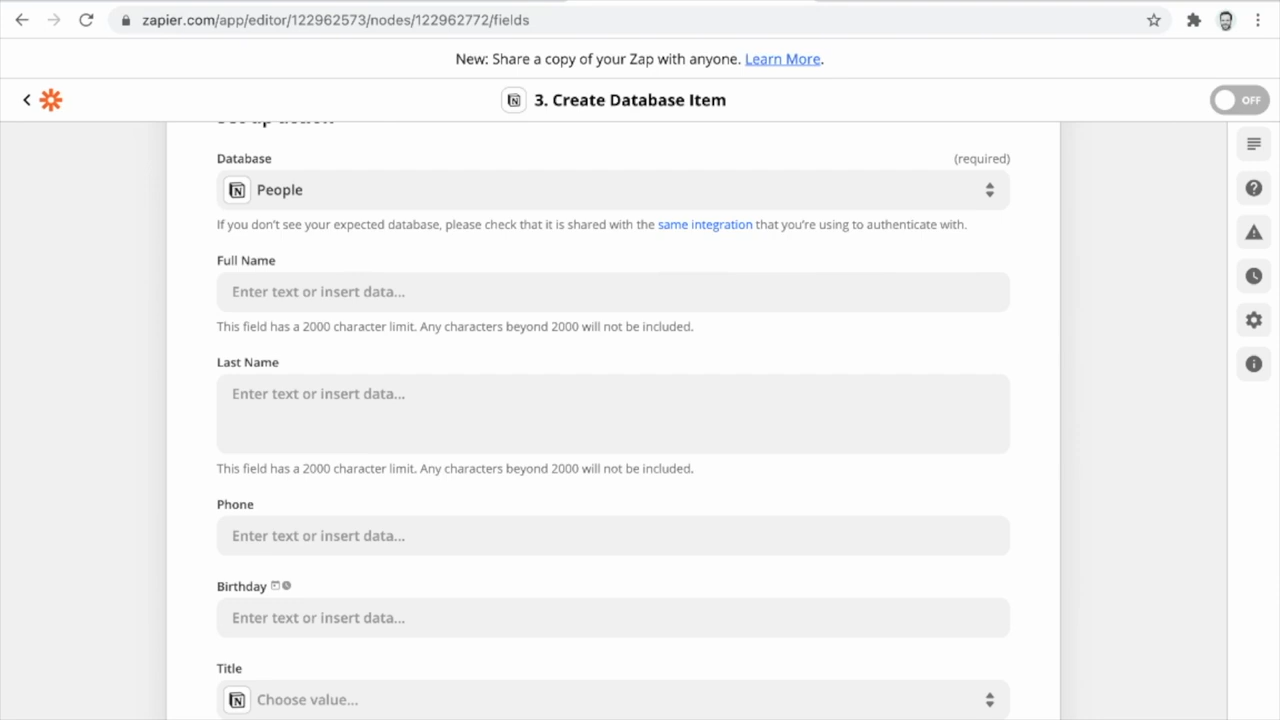 zapier.com/app/editor/122962573/nodes/122962772/fields
New: Share a copy of your Zap with anyone. Learn More.
3. Create Database Item
OFF
Set up action
Database (required)
People
If you don't see your expected database, please check that it is shared with the same integration that you're using to authenticate with.
Full Name
Enter text or insert data...
This field has a 2000 character limit. Any characters beyond 2000 will not be included.
Last Name
Enter text or insert data...
This field has a 2000 character limit. Any characters beyond 2000 will not be included.
Phone
Enter text or insert data...
Birthday
Enter text or insert data...
Title
Choose value...